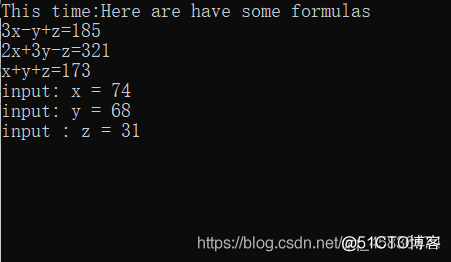 This time:Here are have some formulas
3x-y+z=185
2x+3y-z=321
x+y+z=173
input: x = 74
input: y = 68
input : z = 31
https://blog.csdn.net/
@51CTO博客